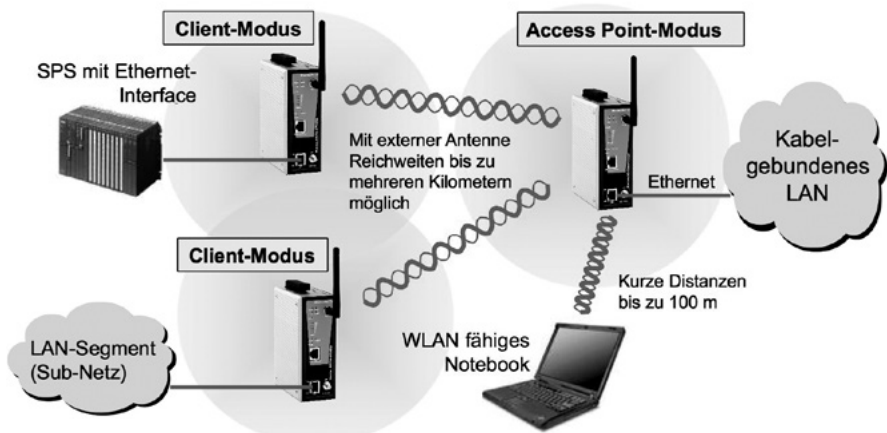 Client-Modus
Access Point-Modus
SPS mit Ethernet-
Interface
Mit externer Antenne
Reichweiten bis zu
mehreren Kilometern
möglich
Kabel-
gebundenes
LAN
Ethernet
Client-Modus
Kurze Distanzen
bis zu 100 m
LAN-Segment
(Sub-Netz)
WLAN fähiges
Notebook